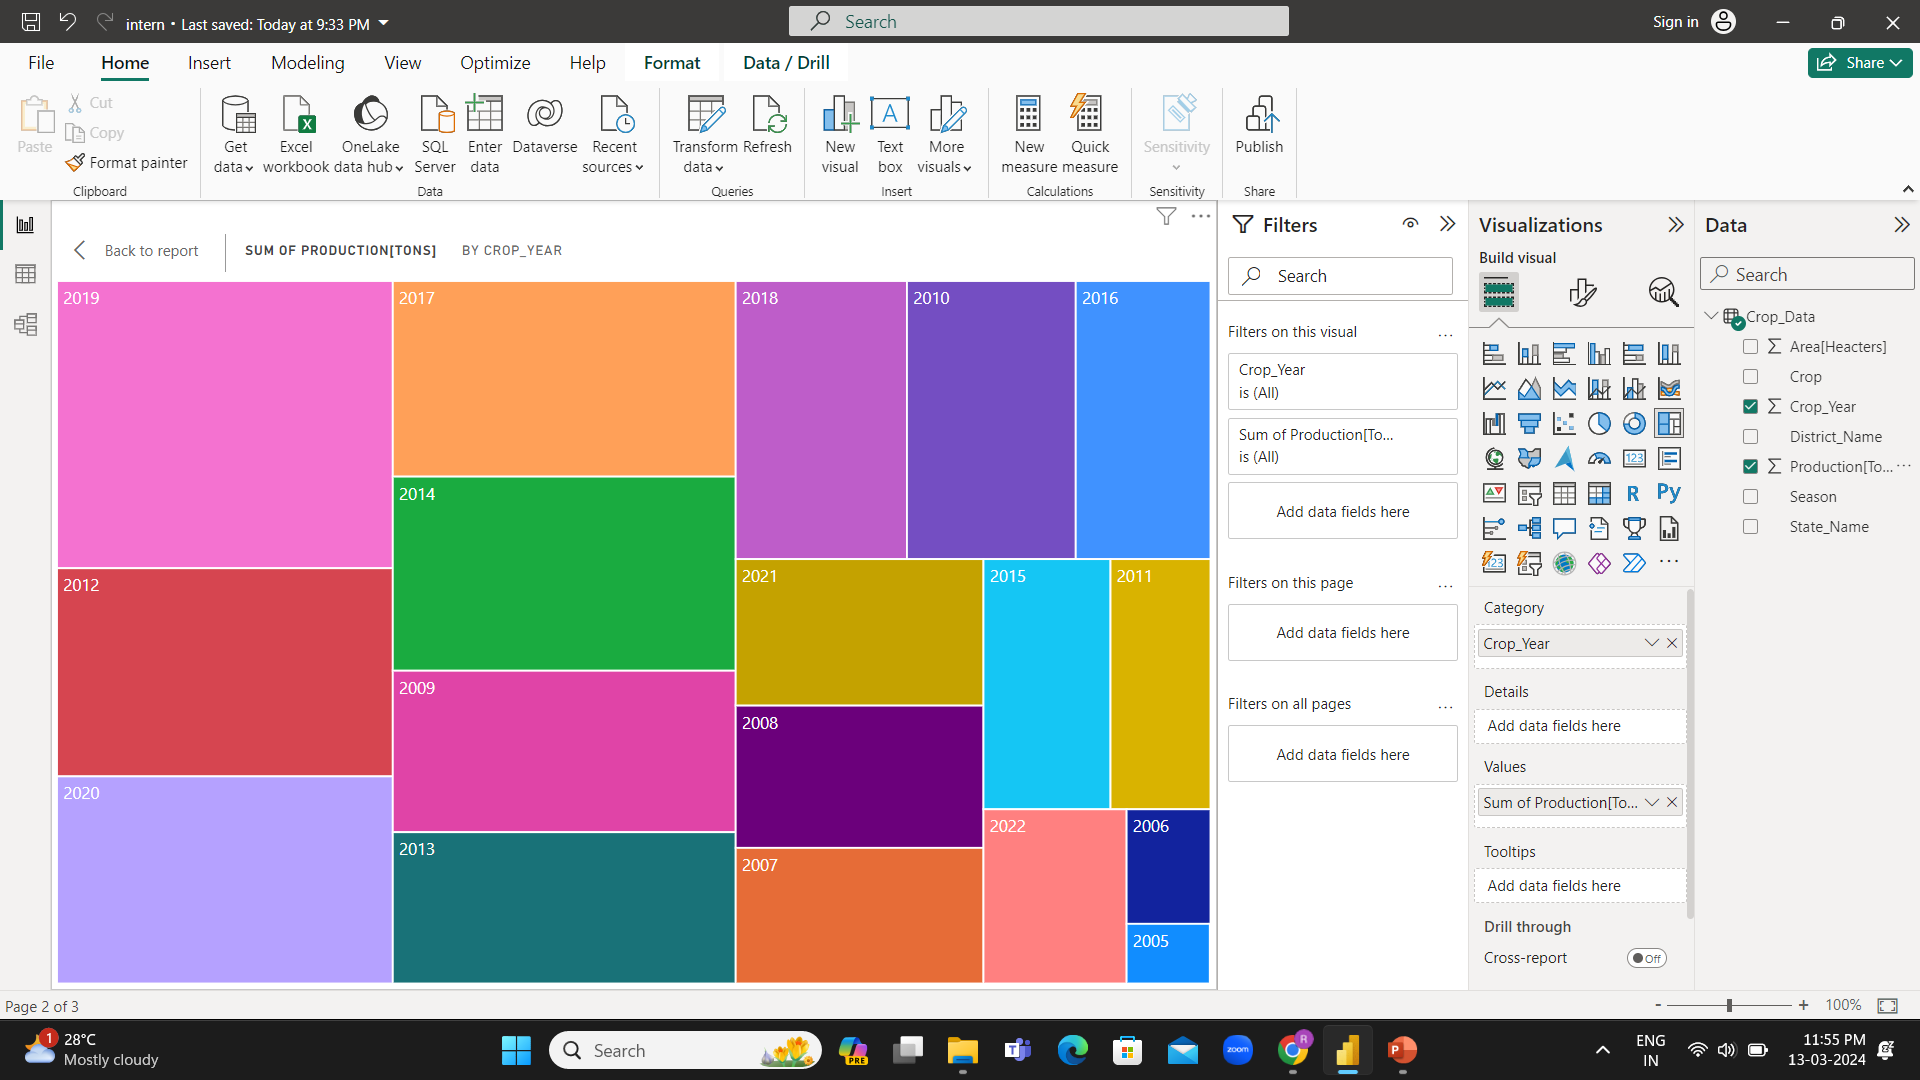 intern • Last saved: Today at 9:33 PM
Search
Sign in
File Home Insert Modeling View Optimize Help Format Data / Drill
Share
Paste
Cut
Copy
Format painter
Clipboard
Get data
Excel workbook
OneLake data hub
SQL Server
Enter data
Dataverse
Recent sources
Data
Transform data
Refresh
Queries
New visual
Text box
More visuals
Insert
New measure
Quick measure
Calculations
Sensitivity
Sensitivity
Publish
Share
Back to report
SUM OF PRODUCTION[TONS]
BY CROP_YEAR
2019
2012
2020
2017
2014
2009
2013
2018
2010
2016
2021
2008
2007
2015
2011
2022
2006
2005
Filters
Search
Filters on this visual
...
Crop_Year
is (All)
Sum of Production[To...
is (All)
Add data fields here
Filters on this page
...
Add data fields here
Filters on all pages
...
Add data fields here
Visualizations
Build visual
123
R
Py
123
...
Category
Crop_Year
Details
Add data fields here
Values
Sum of Production[To...
Tooltips
Add data fields here
Drill through
Cross-report
Off
Data
Search
Crop_Data
Area[Heacters]
Crop
Crop_Year
District_Name
Production[To...
Season
State_Name
Page 2 of 3
- + 100%
1
28°C
Mostly cloudy
Search
PRE
zoom
R
P
ENG
IN
11:55 PM
13-03-2024